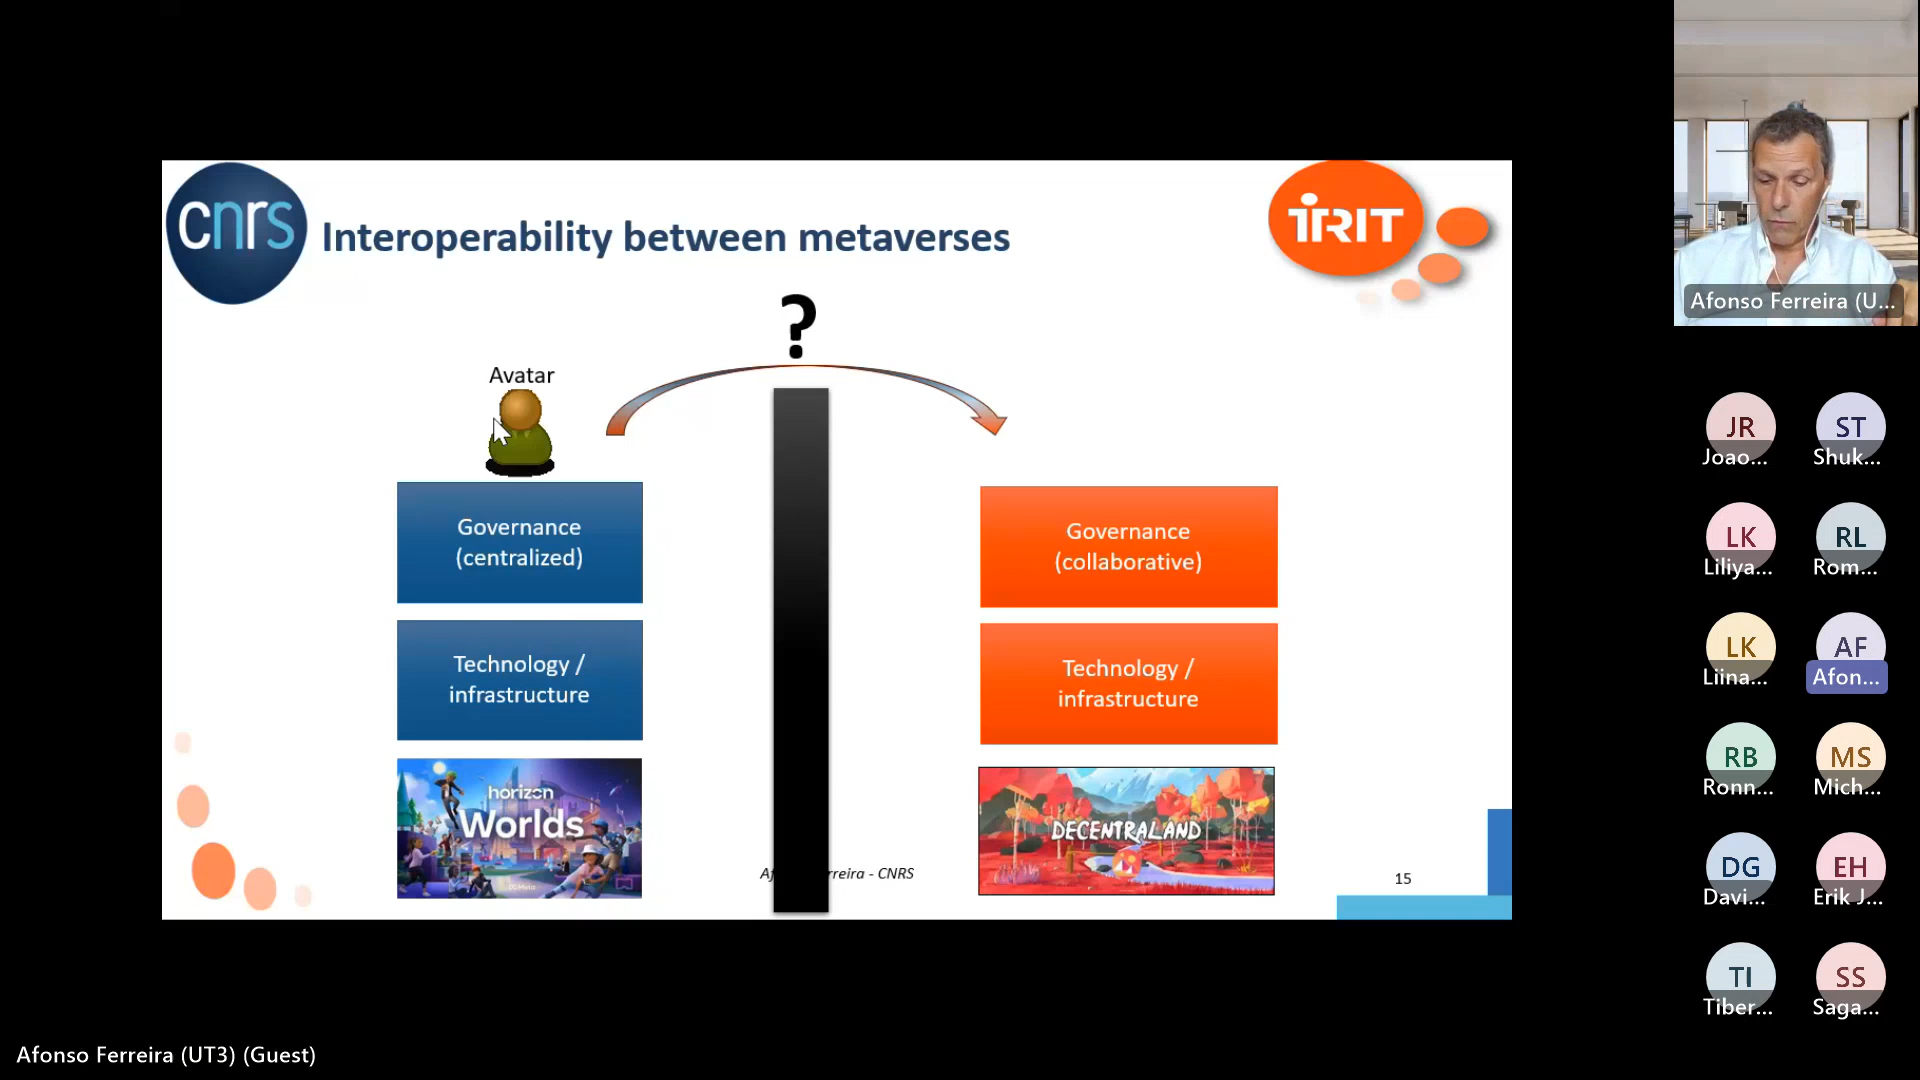 cnrs
Interoperability between metaverses
IRIT
?
Avatar
Governance
(centralized)
Governance
(collaborative)
Technology /
infrastructure
Technology /
infrastructure
horizon
Worlds
DECENTRALAND
Af rreira - CNRS
15
Afonso Ferreira (U...
JR
Joao...
ST
Shuk...
LK
Liliya...
RL
Rom...
LK
Liina...
AF
Afon...
RB
Ronn...
MS
Mich...
DG
Davi...
EH
Erik J...
TI
Tiber...
SS
Saga...
Afonso Ferreira (UT3) (Guest)